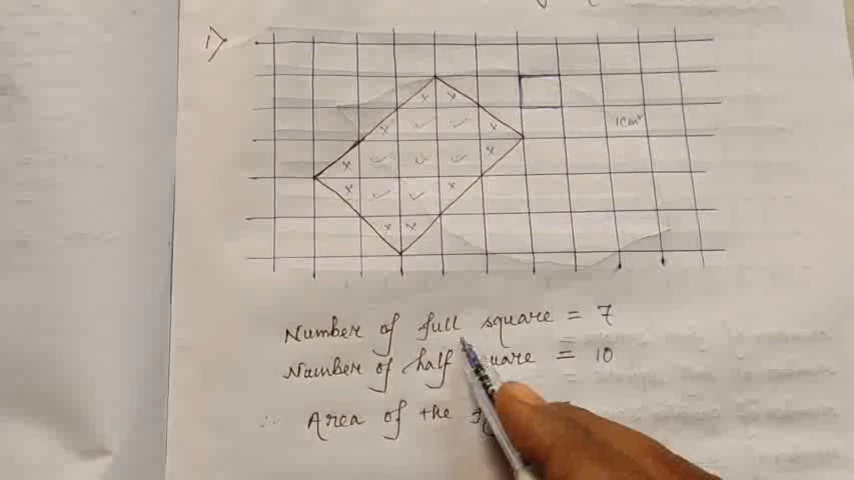 1)
1cm²
Number of full square = 7
Number of half square = 10
∴ Area of the